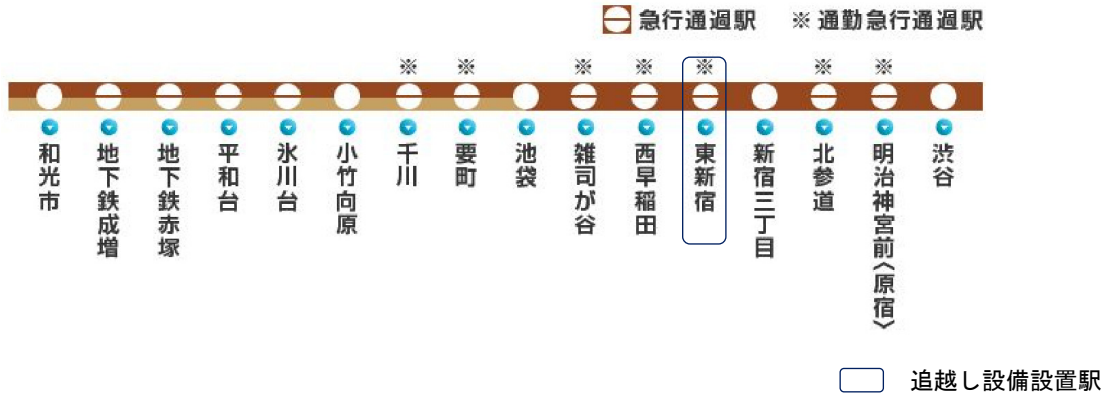 急行通過駅 ※ 通勤急行通過駅
※ ※ ※ ※ ※ ※ ※
和光市
地下鉄成増
地下鉄赤塚
平和台
氷川台
小竹向原
千川
要町
池袋
雑司が谷
西早稲田
東新宿
新宿三丁目
北参道
明治神宮前〈原宿〉
渋谷
追越し設備設置駅